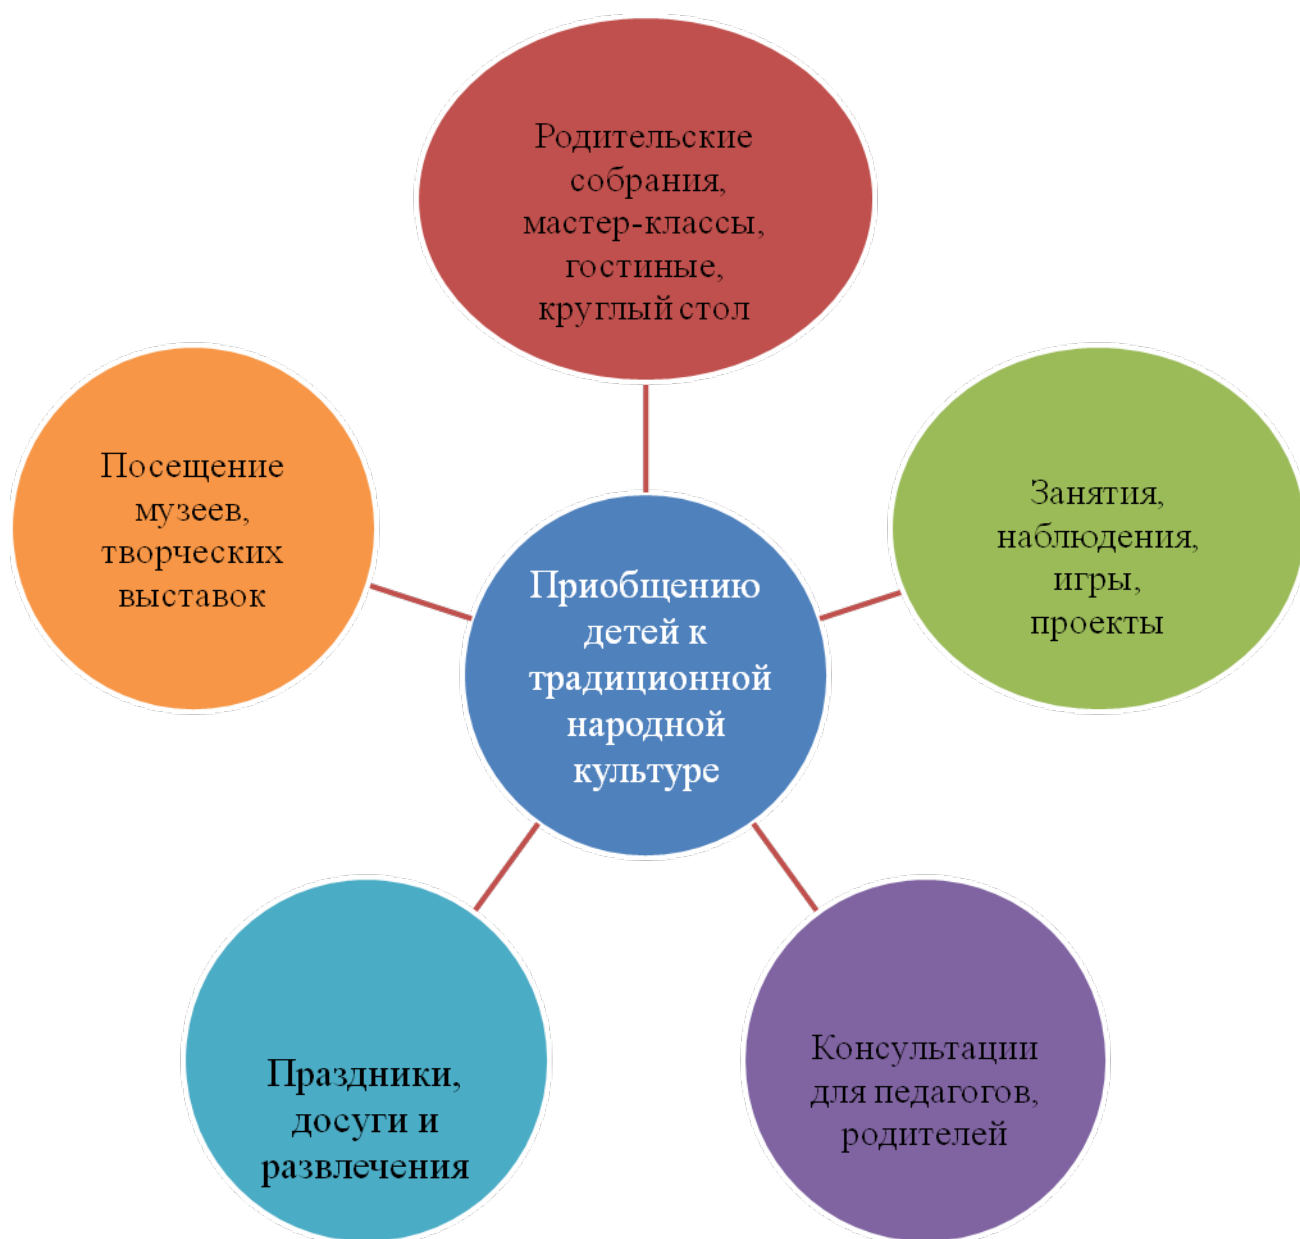 Родительские
собрания,
мастер-классы,
гостиные,
круглый стол
Посещение
музеев,
творческих
выставок
Занятия,
наблюдения,
игры,
проекты
Приобщению
детей к
традиционной
народной
культуре
Праздники,
досуги и
развлечения
Консультации
для педагогов,
родителей